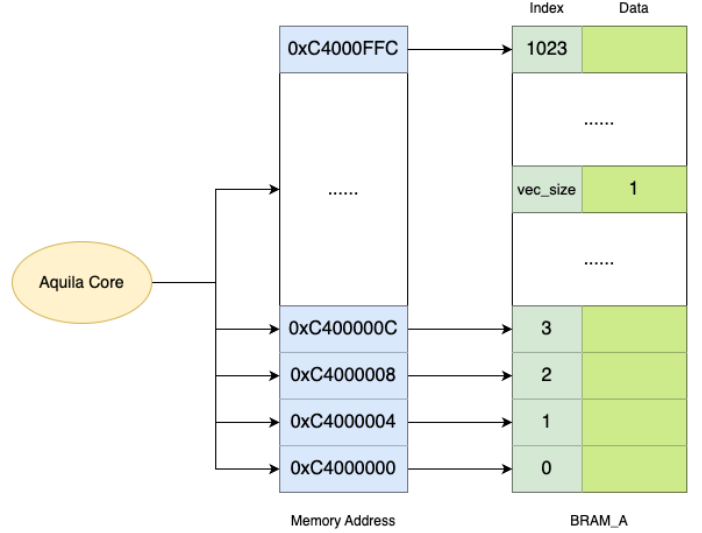 Index Data
0xC4000FFC 1023
......
......
vec_size 1
......
Aquila Core
0xC400000C 3
0xC4000008 2
0xC4000004 1
0xC4000000 0
Memory Address BRAM_A